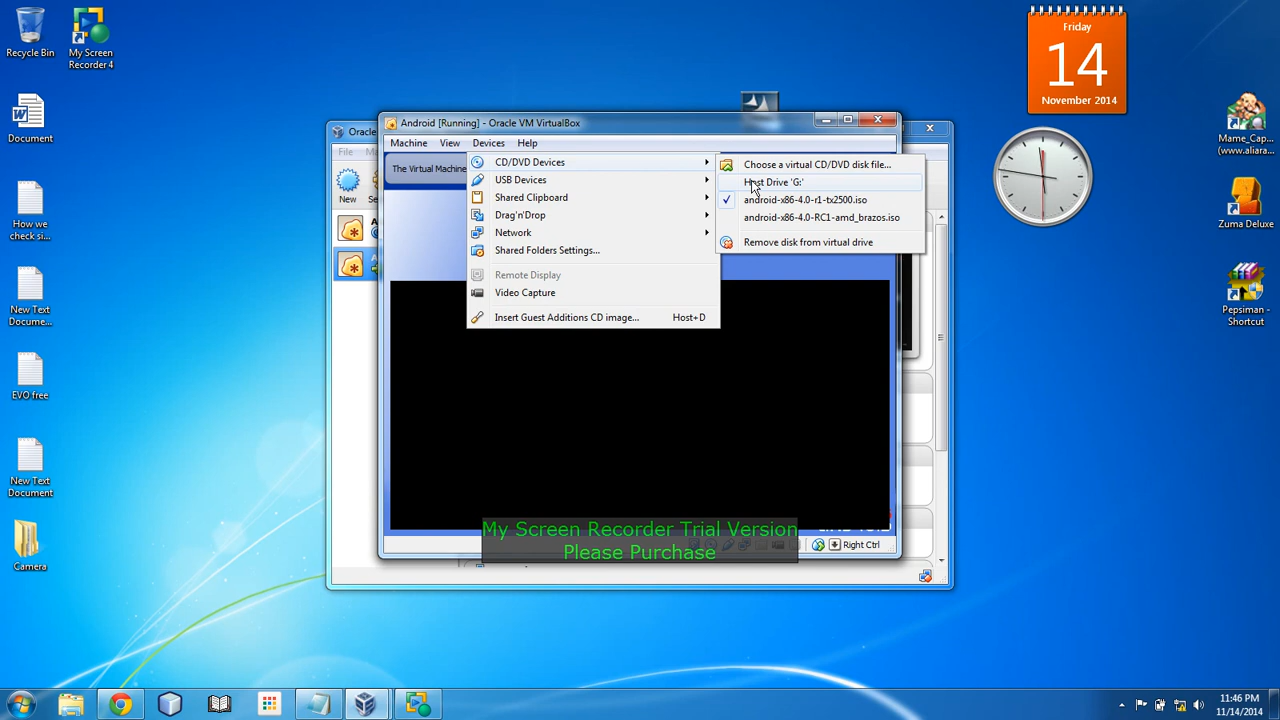 Recycle Bin
My Screen
Recorder 4
Document
How we
check si...
New Text
Docume...
EVO free
New Text
Document
Camera
Friday
14
November 2014
Mame_Cap...
(www.aliara...
Zuma Deluxe
Pepsiman -
Shortcut
Oracle
File
New
Android [Running] - Oracle VM VirtualBox
Machine View Devices Help
The Virtual Machine
CD/DVD Devices
USB Devices
Shared Clipboard
Drag'n'Drop
Network
Shared Folders Settings...
Remote Display
Video Capture
Insert Guest Additions CD image... Host+D
Choose a virtual CD/DVD disk file...
Host Drive 'G:'
android-x86-4.0-r1-tx2500.iso
android-x86-4.0-RC1-amd_brazos.iso
Remove disk from virtual drive
My Screen Recorder Trial Version
Please Purchase
Right Ctrl
11:46 PM
11/14/2014